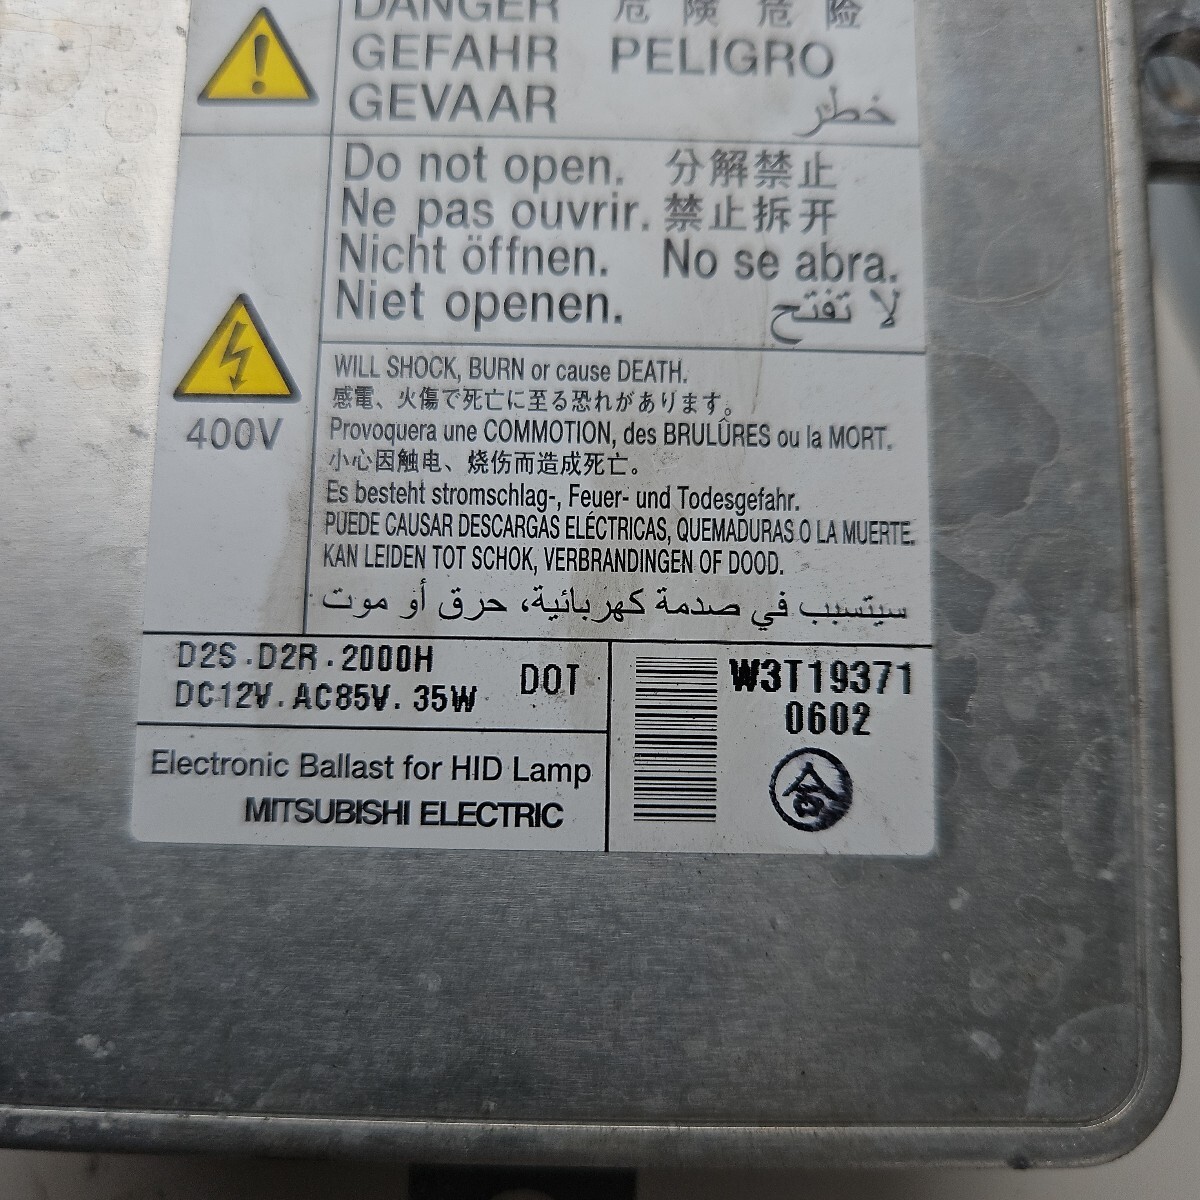 DANGER 危 険 危 险
GEFAHR PELIGRO
GEVAAR خطر
Do not open. 分解禁止
Ne pas ouvrir. 禁止拆开
Nicht öffnen. No se abra.
Niet openen. لا تفتح
400V
WILL SHOCK, BURN or cause DEATH.
感電、火傷で死亡に至る恐れがあります。
Provoquera une COMMOTION, des BRULÛRES ou la MORT.
小心因触电、烧伤而造成死亡。
Es besteht stromschlag-, Feuer- und Todesgefahr.
PUEDE CAUSAR DESCARGAS ELÉCTRICAS, QUEMADURAS O LA MUERTE.
KAN LEIDEN TOT SCHOK, VERBRANDINGEN OF DOOD.
سيتسبب في صدمة كهربائية، حرق أو موت
D2S.D2R.2000H
DC12V.AC85V.35W DOT
W3T19371
0602
合
Electronic Ballast for HID Lamp
MITSUBISHI ELECTRIC